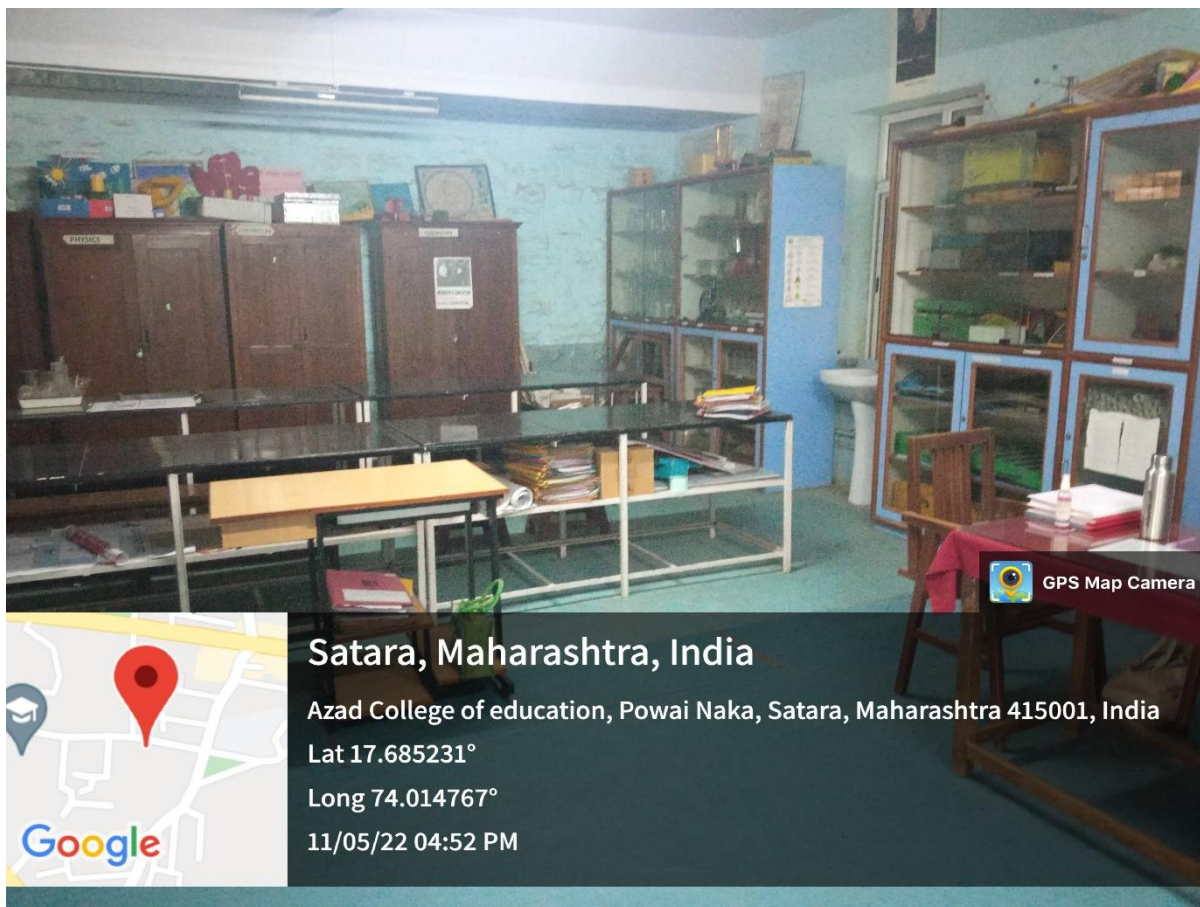 PHYSICS
GPS Map Camera
Satara, Maharashtra, India
Azad College of education, Powai Naka, Satara, Maharashtra 415001, India
Lat 17.685231°
Long 74.014767°
11/05/22 04:52 PM
Google